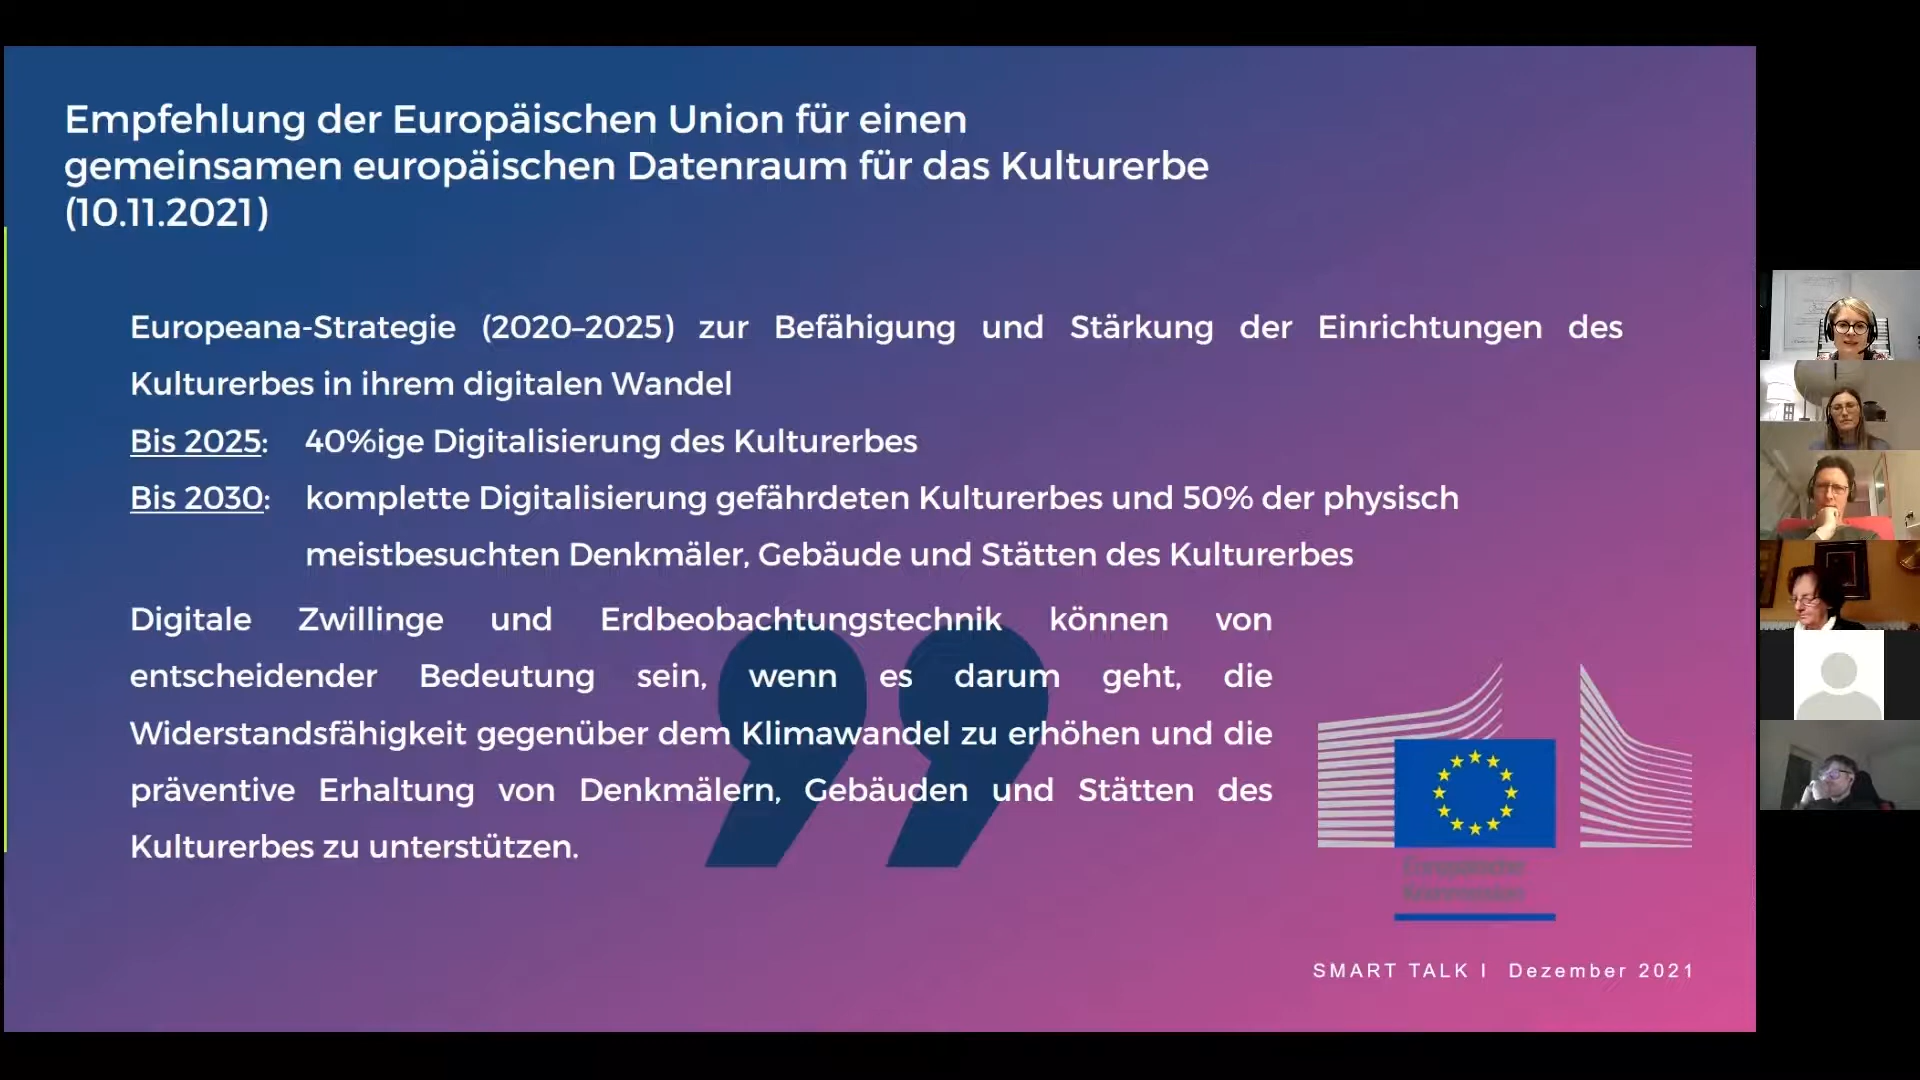 Empfehlung der Europäischen Union für einen
gemeinsamen europäischen Datenraum für das Kulturerbe
(10.11.2021)
Europeana-Strategie (2020–2025) zur Befähigung und Stärkung der Einrichtungen des
Kulturerbes in ihrem digitalen Wandel
Bis 2025: 40%ige Digitalisierung des Kulturerbes
Bis 2030: komplette Digitalisierung gefährdeten Kulturerbes und 50% der physisch
meistbesuchten Denkmäler, Gebäude und Stätten des Kulturerbes
Digitale Zwillinge und Erdbeobachtungstechnik können von
entscheidender Bedeutung sein, wenn es darum geht, die
Widerstandsfähigkeit gegenüber dem Klimawandel zu erhöhen und die
präventive Erhaltung von Denkmälern, Gebäuden und Stätten des
Kulturerbes zu unterstützen.
Europäische
Kommission
SMART TALK I Dezember 2021